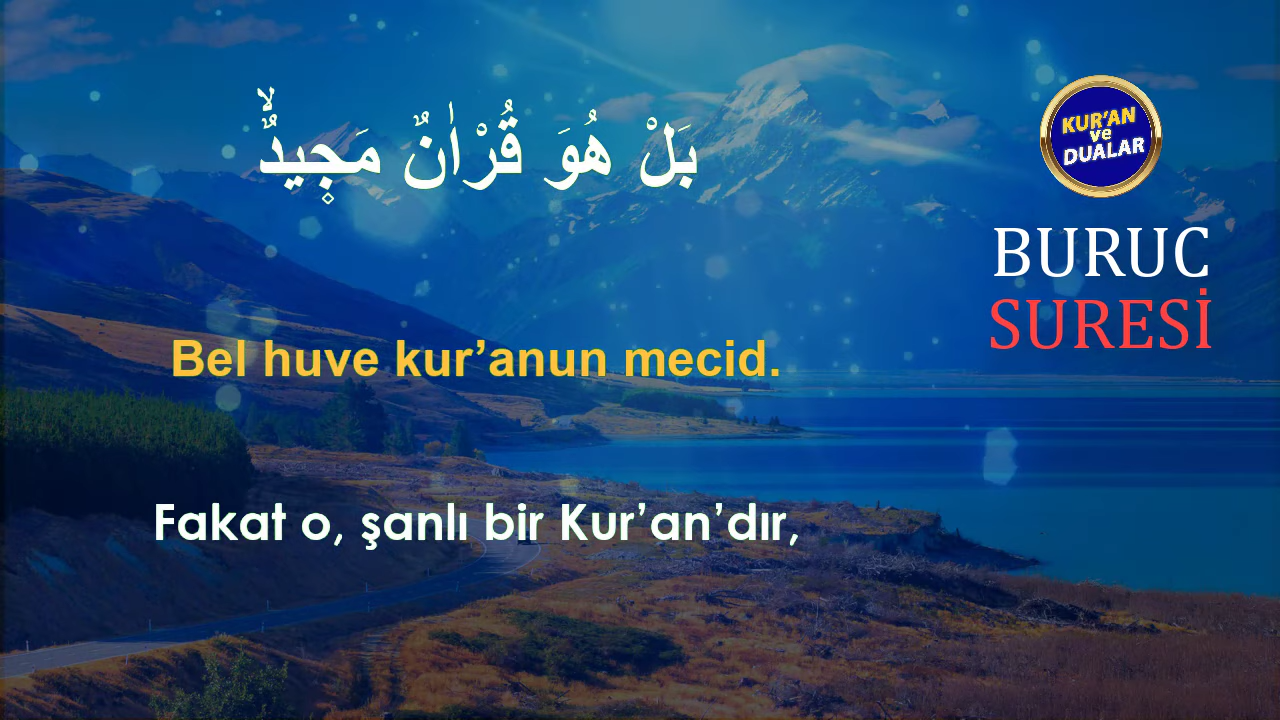 بَلْ هُوَ قُرْاٰنٌ مَج۪يدٌۙ
Bel huve kur’anun mecid.
Fakat o, şanlı bir Kur’an’dır,
KUR’AN
ve
DUALAR
BURUC
SURESİ